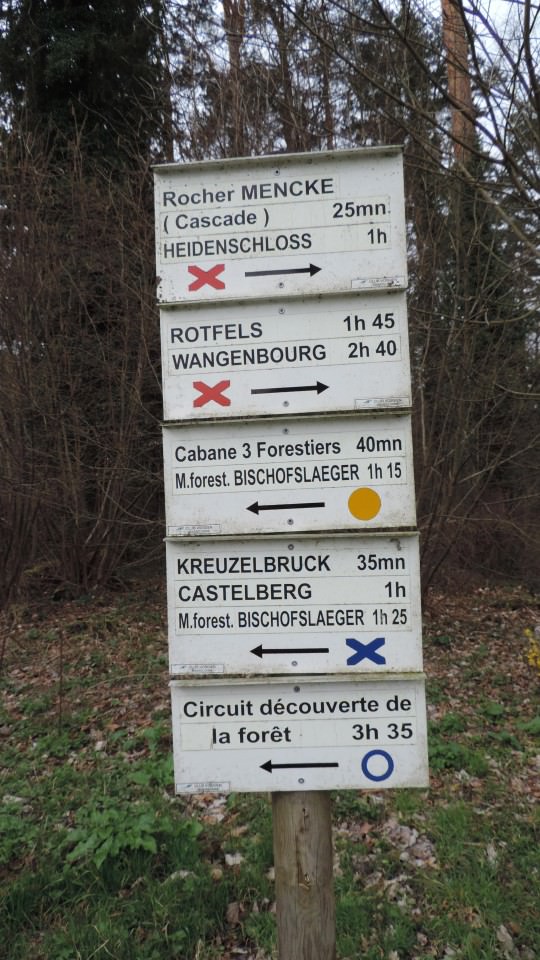 Rocher MENCKE
( Cascade ) 25mn
HEIDENSCHLOSS 1h
ROTFELS 1h 45
WANGENBOURG 2h 40
Cabane 3 Forestiers 40mn
M.forest. BISCHOFSLAEGER 1h 15
KREUZELBRUCK 35mn
CASTELBERG 1h
M.forest. BISCHOFSLAEGER 1h 25
Circuit découverte de
la forêt 3h 35